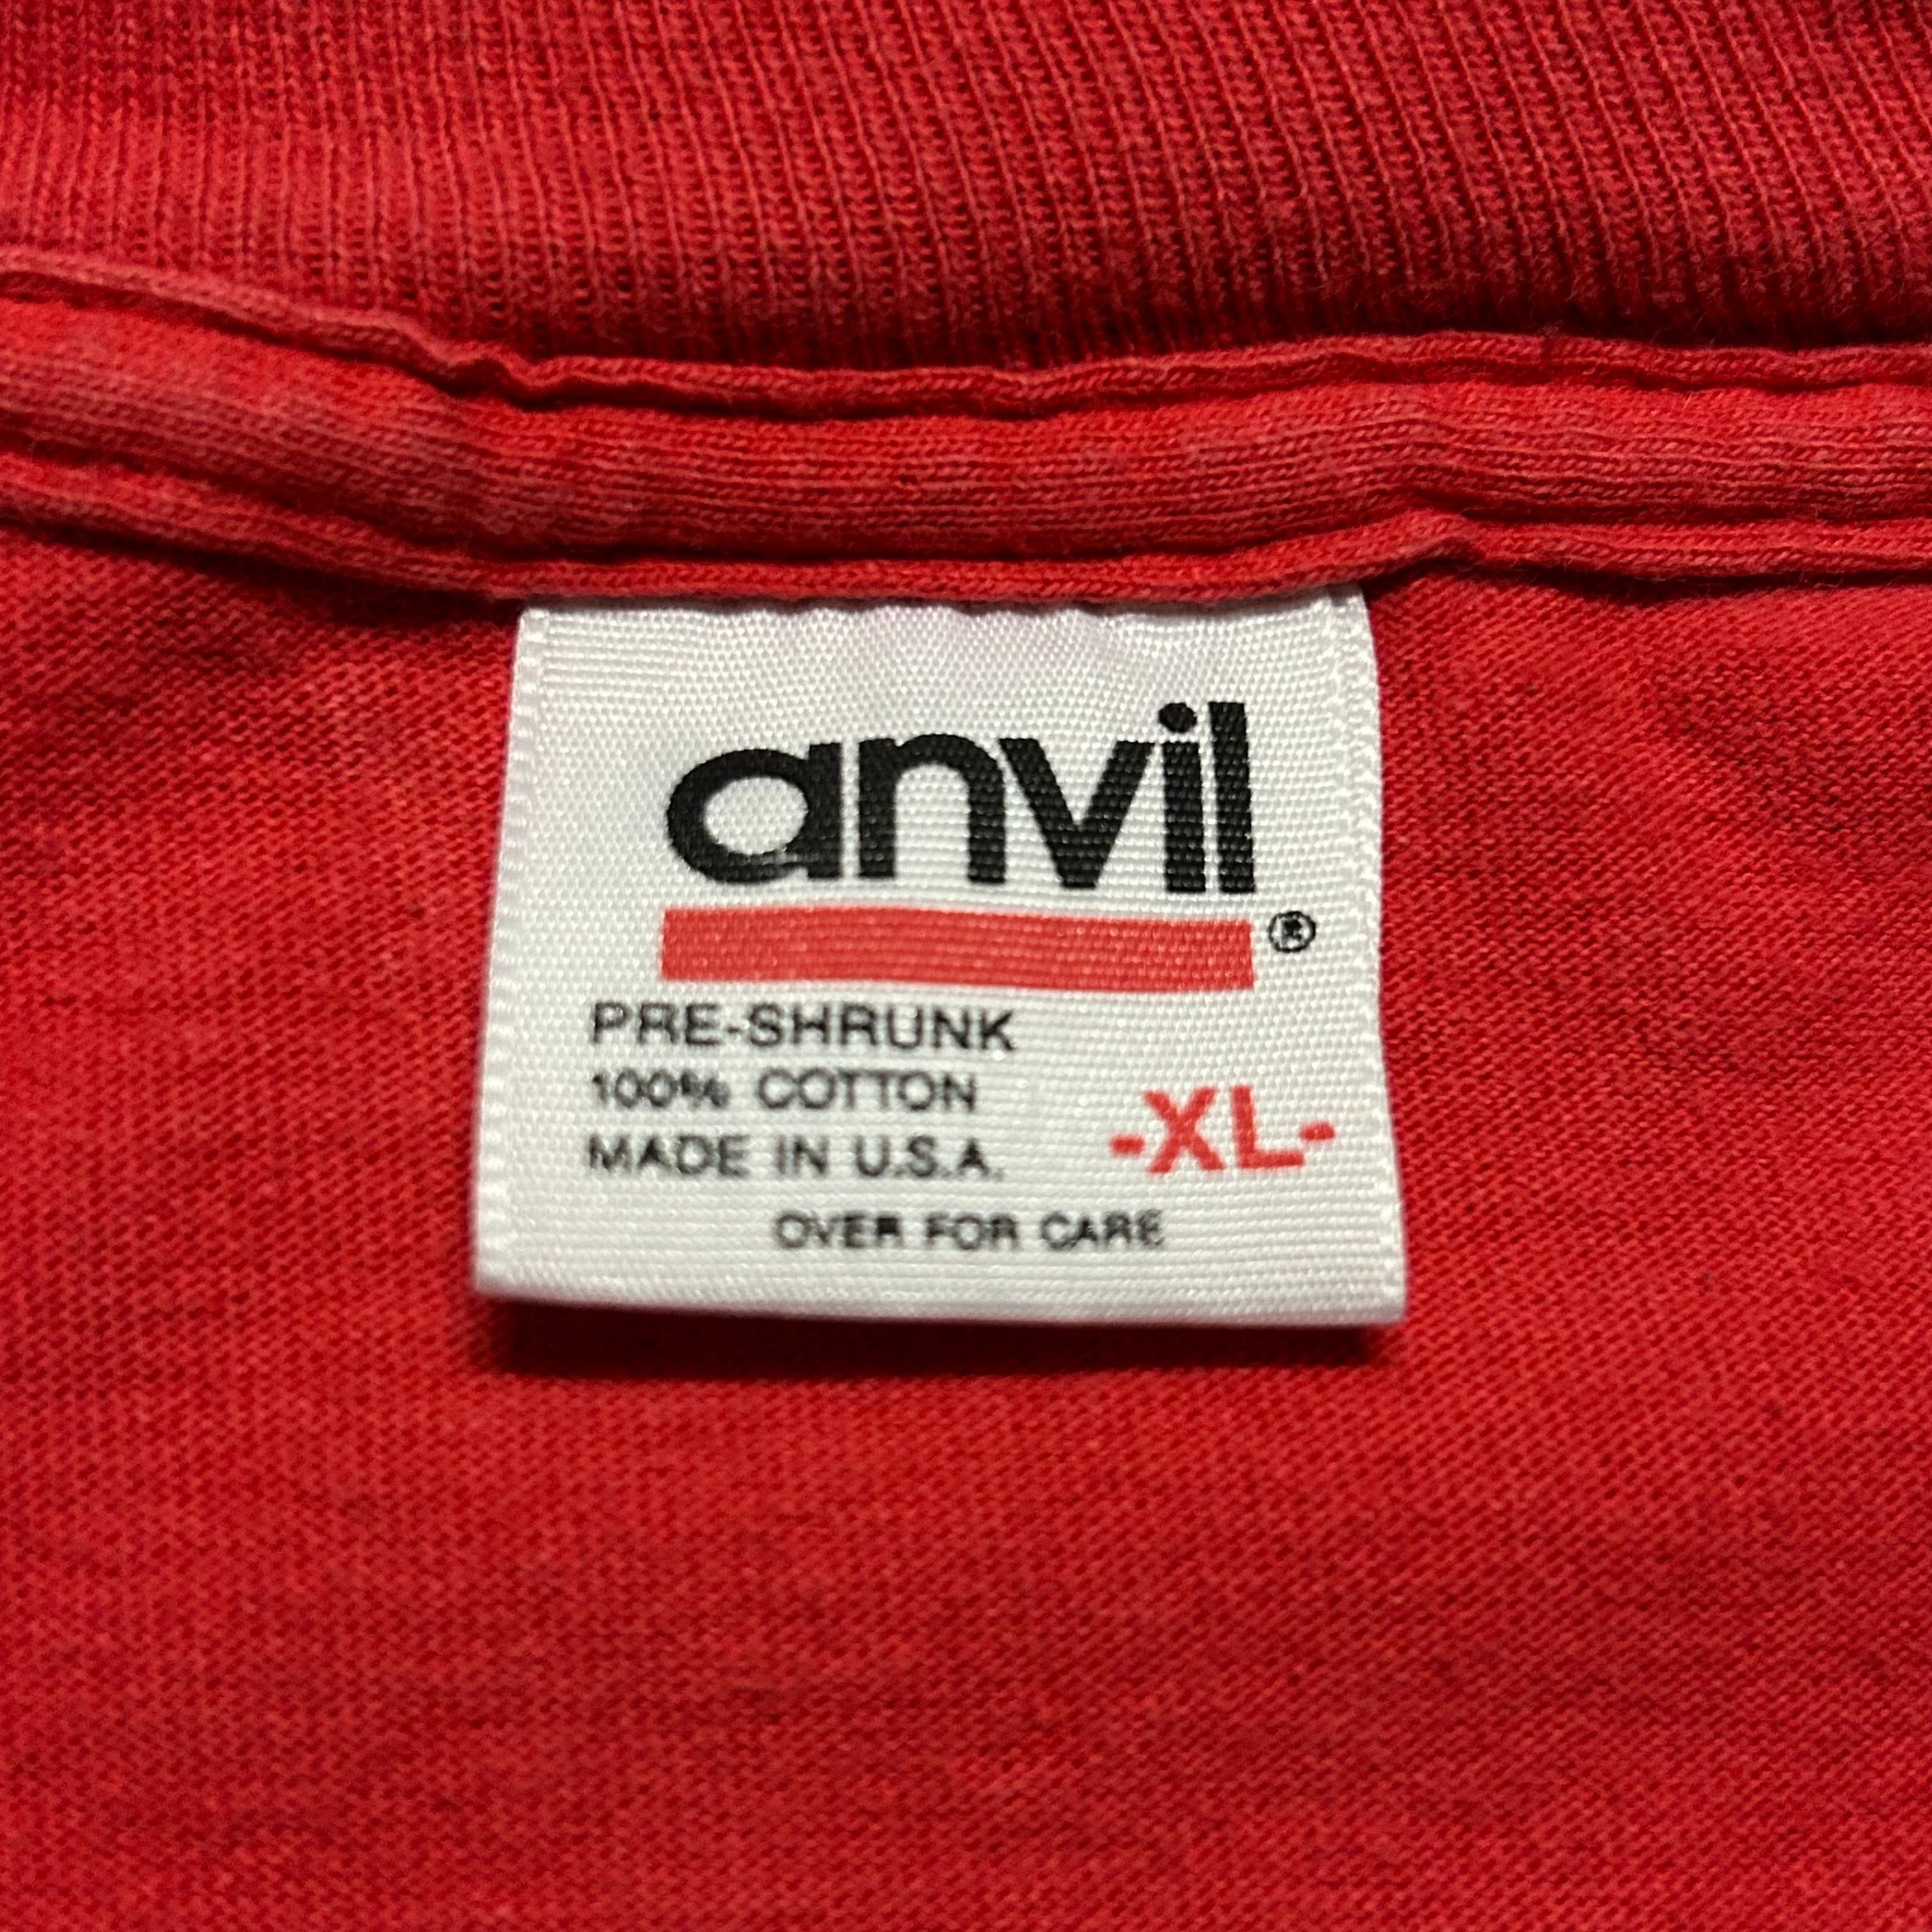 anvil
®
PRE-SHRUNK
100% COTTON
MADE IN U.S.A.
-XL-
OVER FOR CARE